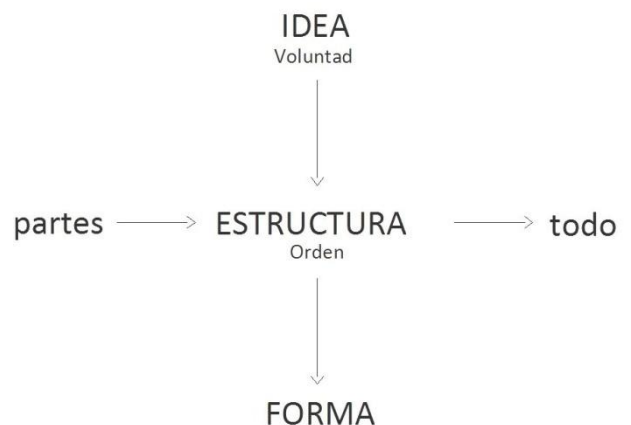 IDEA
Voluntad
partes ESTRUCTURA todo
Orden
FORMA